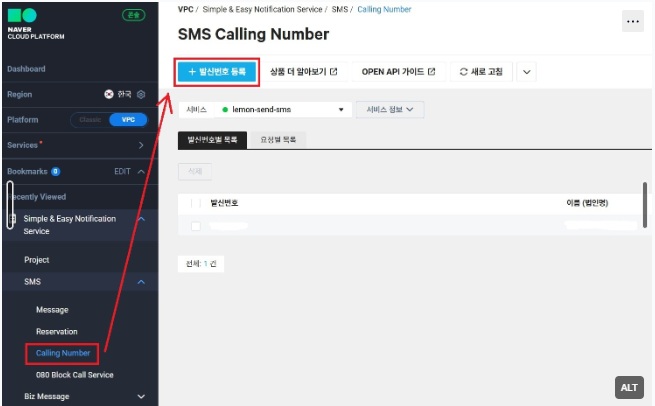 NAVER
CLOUD PLATFORM
콘솔
Dashboard
Region
한국
Platform
Classic
VPC
Services
Bookmarks 0
EDIT
Recently Viewed
Simple & Easy Notification
Service
Project
SMS
Message
Reservation
Calling Number
080 Block Call Service
Biz Message
VPC / Simple & Easy Notification Service / SMS / Calling Number
SMS Calling Number
+ 발신번호 등록
상품 더 알아보기
OPEN API 가이드
새로 고침
서비스
lemon-send-sms
서비스 정보
발신번호별 목록
요청별 목록
삭제
발신번호
이름 (법인명)
전체: 1 건
ALT